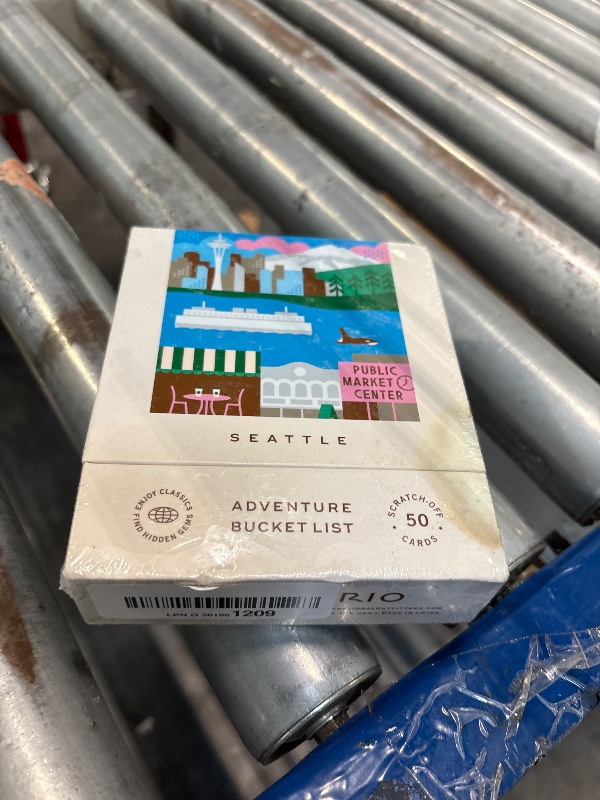 PUBLIC
MARKET
CENTER
SEATTLE
ENJOY CLASSICS
FIND HIDDEN GEMS
ADVENTURE
BUCKET LIST
SCRATCH-OFF
50
CARDS
RIO
1209